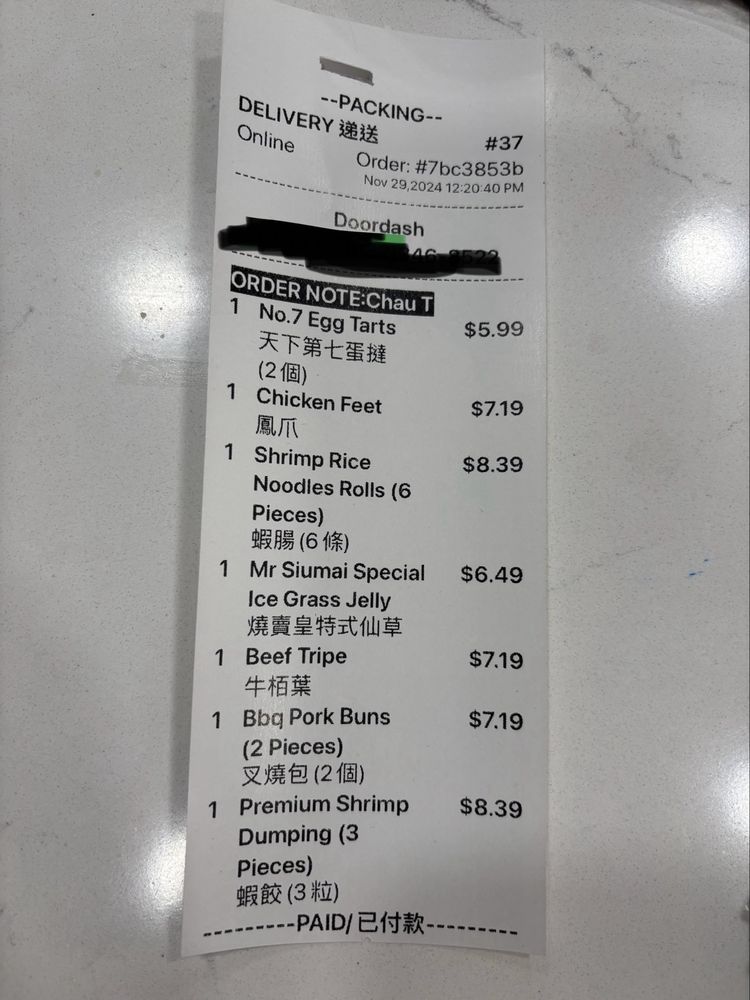 --PACKING--
DELIVERY 递送 #37
Online
Order: #7bc3853b
Nov 29,2024 12:20:40 PM
Doordash
ORDER NOTE:Chau T
1 No.7 Egg Tarts $5.99
天下第七蛋撻
(2個)
1 Chicken Feet $7.19
鳳爪
1 Shrimp Rice $8.39
Noodles Rolls (6
Pieces)
蝦腸 (6 條)
1 Mr Siumai Special $6.49
Ice Grass Jelly
燒賣皇特式仙草
1 Beef Tripe $7.19
牛栢葉
1 Bbq Pork Buns $7.19
(2 Pieces)
叉燒包 (2個)
1 Premium Shrimp $8.39
Dumping (3
Pieces)
蝦餃 (3 粒)
---------PAID/ 已付款---------